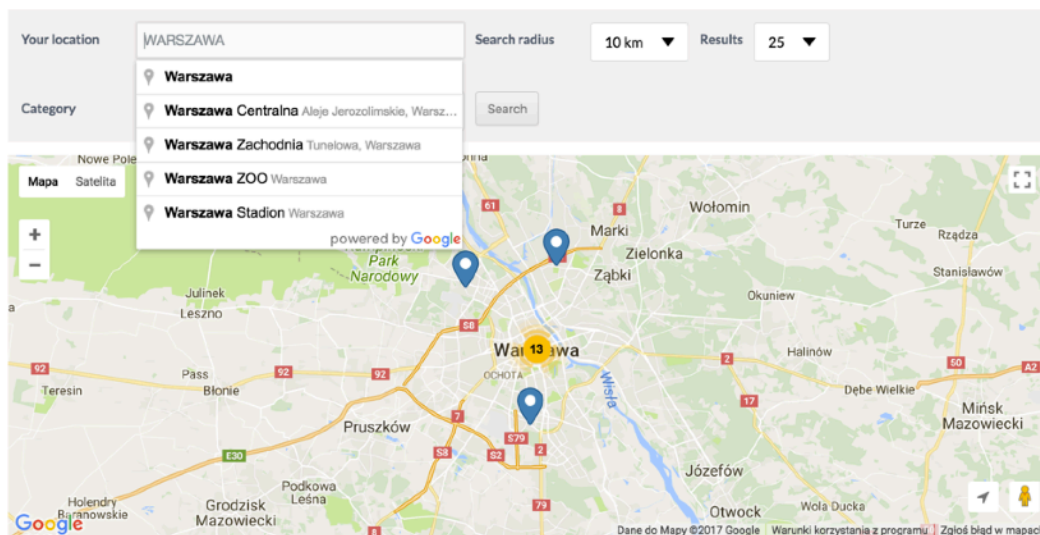 Your location
WARSZAWA
Search radius
10 km
Results
25
Warszawa
Warszawa Centralna Aleje Jerozolimskie, Warsz...
Warszawa Zachodnia Tunelowa, Warszawa
Warszawa ZOO Warszawa
Warszawa Stadion Warszawa
powered by Google
Category
Search
Nowe Pole
Mapa
Satelita
+
−
61
8
Wołomin
Marki
Zielonka
Ząbki
Turze
Rządza
Stanisławów
Park
Narodowy
Julinek
Leszno
Okuniew
S8
Warszawa
13
OCHOTA
Wisła
2
Halinów
50
A2
92
92
92
Pass
Teresin
Błonie
Dębe Wielkie
17
Mińsk
Mazowiecki
7
Pruszków
S79
S8
S2
2
E30
Józefów
Podkowa
Leśna
79
Holendry
Baranowskie
Grodzisk
Mazowiecki
Otwock
Wola Ducka
Google
Dane do Mapy ©2017 Google
Warunki korzystania z programu
Zgłoś błąd w mapach